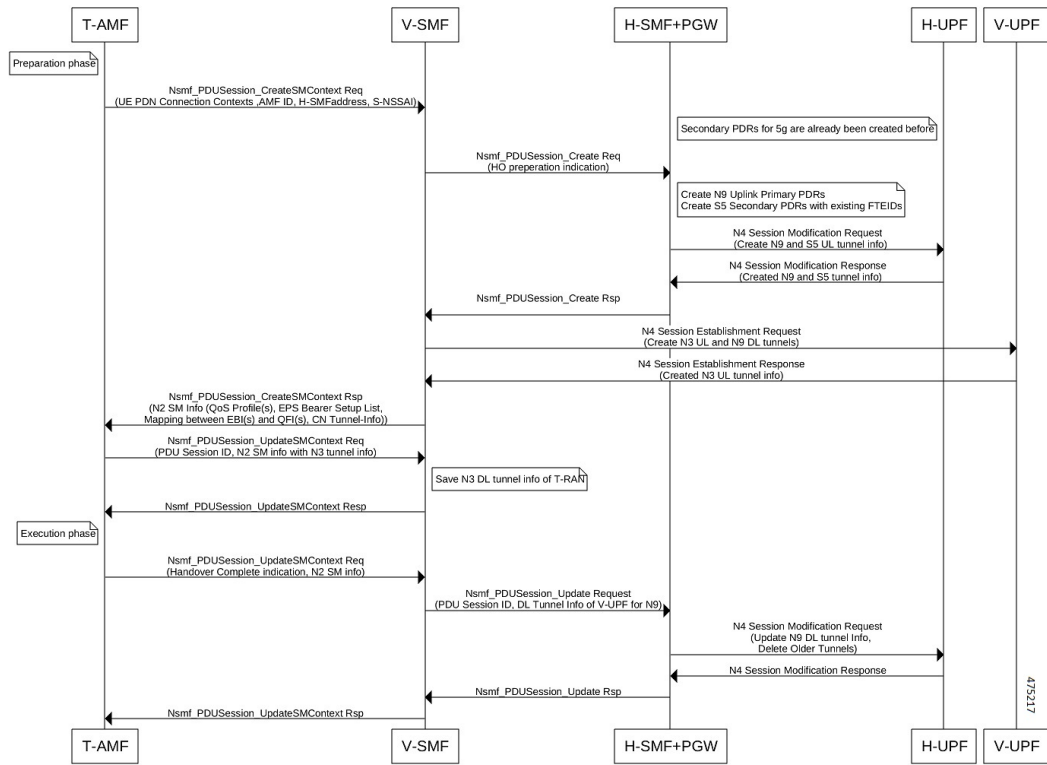 T-AMF
V-SMF
H-SMF+PGW
H-UPF
V-UPF
Preparation phase
Nsmf_PDUSession_CreateSMContext Req
(UE PDN Connection Contexts ,AMF ID, H-SMFaddress, S-NSSAI)
Secondary PDRs for 5g are already been created before
Nsmf_PDUSession_Create Req
(HO preperation indication)
Create N9 Uplink Primary PDRs
Create S5 Secondary PDRs with existing FTEIDs
N4 Session Modification Request
(Create N9 and S5 UL tunnel info)
N4 Session Modification Response
(Created N9 and S5 tunnel info)
Nsmf_PDUSession_Create Rsp
N4 Session Establishment Request
(Create N3 UL and N9 DL tunnels)
N4 Session Establishment Response
(Created N3 UL tunnel info)
Nsmf_PDUSession_CreateSMContext Rsp
(N2 SM Info (QoS Profile(s), EPS Bearer Setup List,
Mapping between EBI(s) and QFI(s), CN Tunnel-Info))
Nsmf_PDUSession_UpdateSMContext Req
(PDU Session ID, N2 SM info with N3 tunnel info)
Save N3 DL tunnel info of T-RAN
Nsmf_PDUSession_UpdateSMContext Resp
Execution phase
Nsmf_PDUSession_UpdateSMContext Req
(Handover Complete indication, N2 SM info)
Nsmf_PDUSession_Update Request
(PDU Session ID, DL Tunnel Info of V-UPF for N9)
N4 Session Modification Request
(Update N9 DL tunnel Info,
Delete Older Tunnels)
N4 Session Modification Response
Nsmf_PDUSession_Update Rsp
Nsmf_PDUSession_UpdateSMContext Rsp
475217
T-AMF
V-SMF
H-SMF+PGW
H-UPF
V-UPF